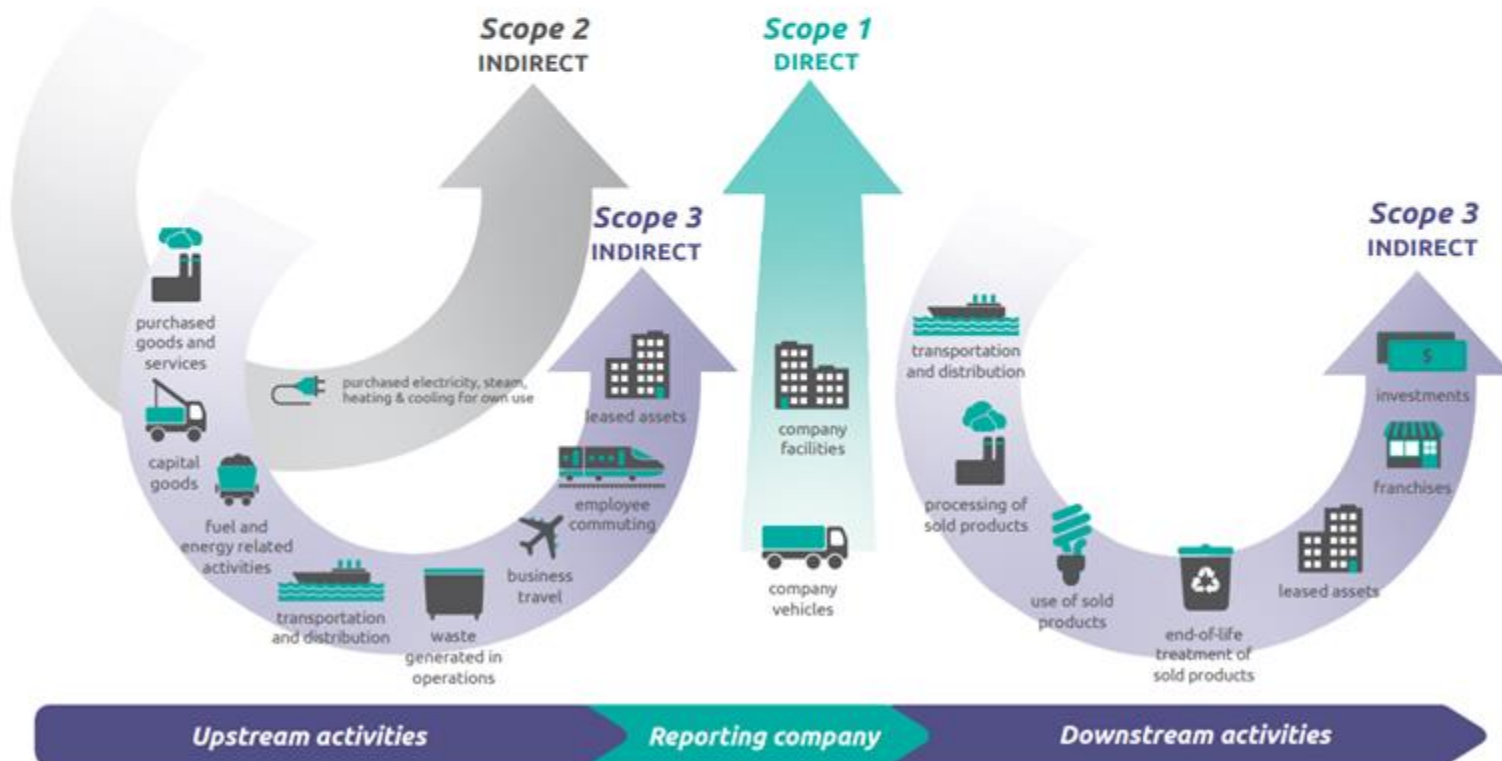 Scope 2
INDIRECT
Scope 1
DIRECT
Scope 3
INDIRECT
Scope 3
INDIRECT
purchased
goods and
services
capital
goods
fuel and
energy related
activities
transportation
and distribution
waste
generated in
operations
business
travel
employee
commuting
leased assets
purchased electricity, steam,
heating & cooling for own use
company
facilities
company
vehicles
transportation
and distribution
processing of
sold products
use of sold
products
end-of-life
treatment of
sold products
leased assets
franchises
$
investments
Upstream activities
Reporting company
Downstream activities